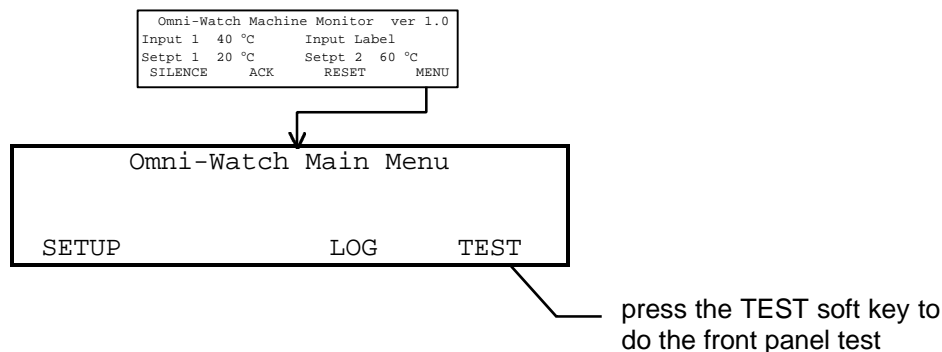 Omni-Watch Machine Monitor ver 1.0
Input 1 40 °C Input Label
Setpt 1 20 °C Setpt 2 60 °C
SILENCE ACK RESET MENU
Omni-Watch Main Menu
SETUP LOG TEST
press the TEST soft key to
do the front panel test